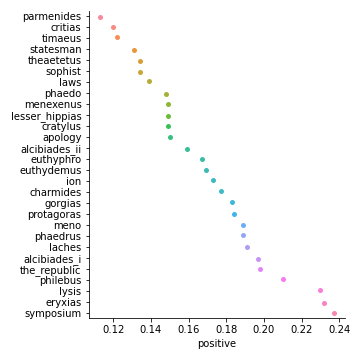 parmenides
critias
timaeus
statesman
theaetetus
sophist
laws
phaedo
menexenus
lesser_hippias
cratylus
apology
alcibiades_ii
euthyphro
euthydemus
ion
charmides
gorgias
protagoras
meno
phaedrus
laches
alcibiades_i
the_republic
philebus
lysis
eryxias
symposium
0.12 0.14 0.16 0.18 0.20 0.22 0.24
positive